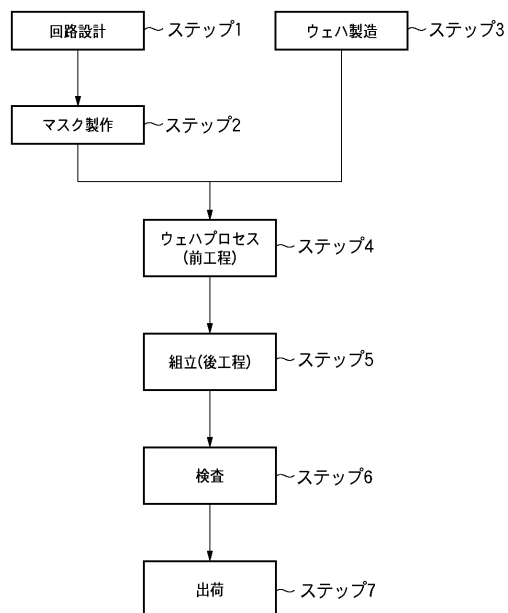 回路設計
ステップ1
ウェハ製造
ステップ3
マスク製作
ステップ2
ウェハプロセス
(前工程)
ステップ4
組立(後工程)
ステップ5
検査
ステップ6
出荷
ステップ7